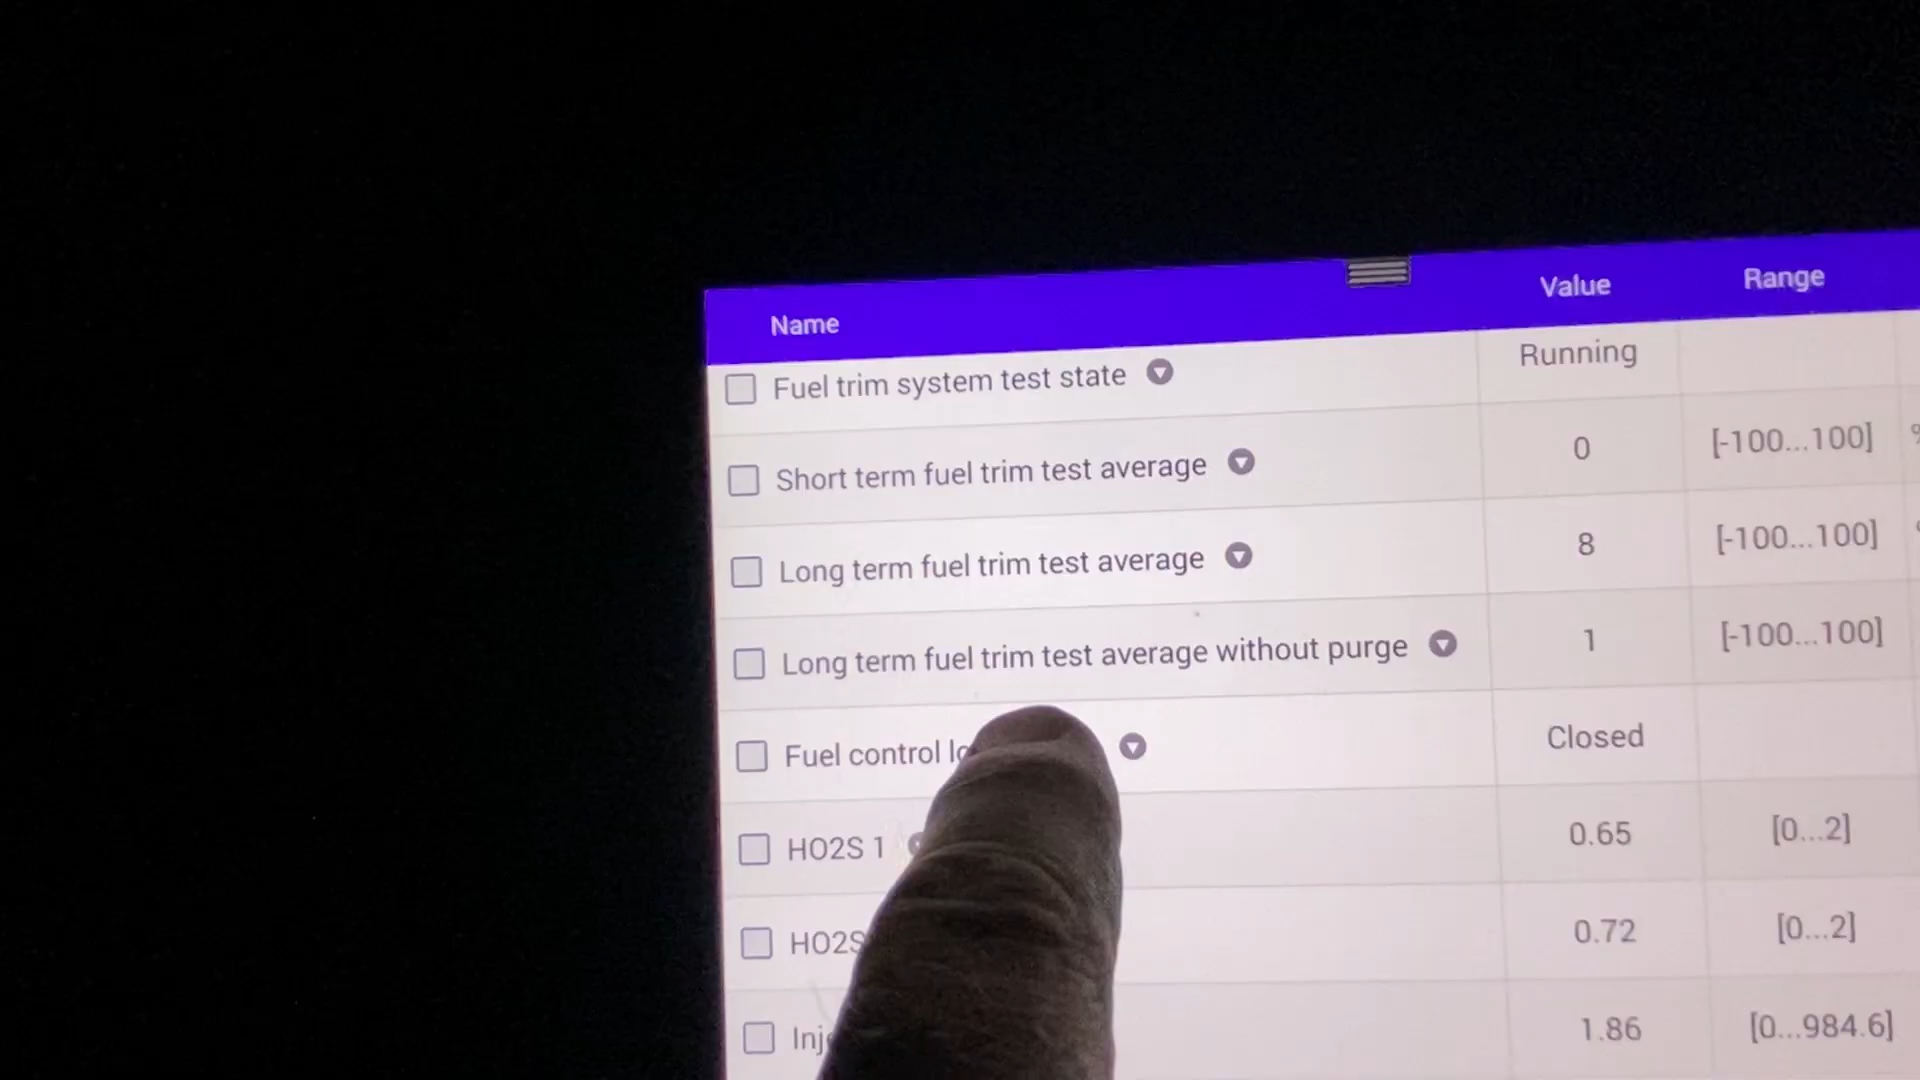 Name Value Range
Fuel trim system test state Running
Short term fuel trim test average 0 [-100...100]
Long term fuel trim test average 8 [-100...100]
Long term fuel trim test average without purge 1 [-100...100]
Fuel control Closed
HO2S 1 0.65 [0...2]
HO2S 0.72 [0...2]
1.86 [0...984.6]